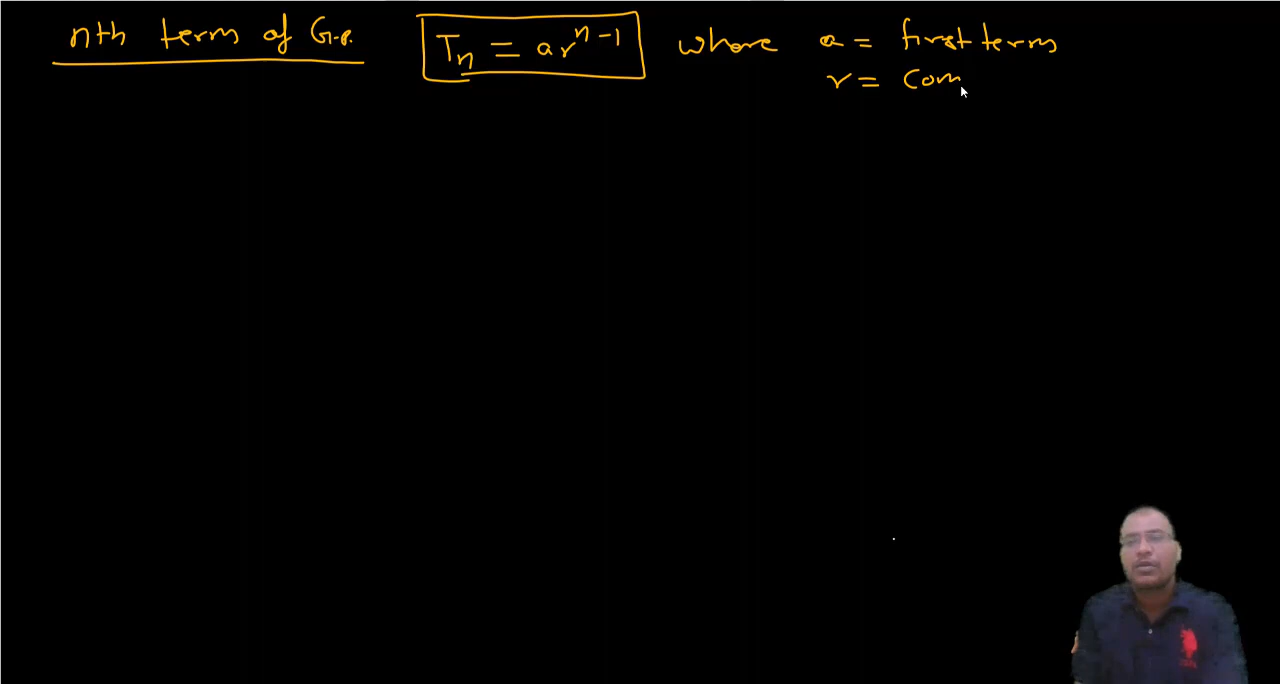 nth term of G.P. Tn = ar^n-1 where a = first term
r = Com